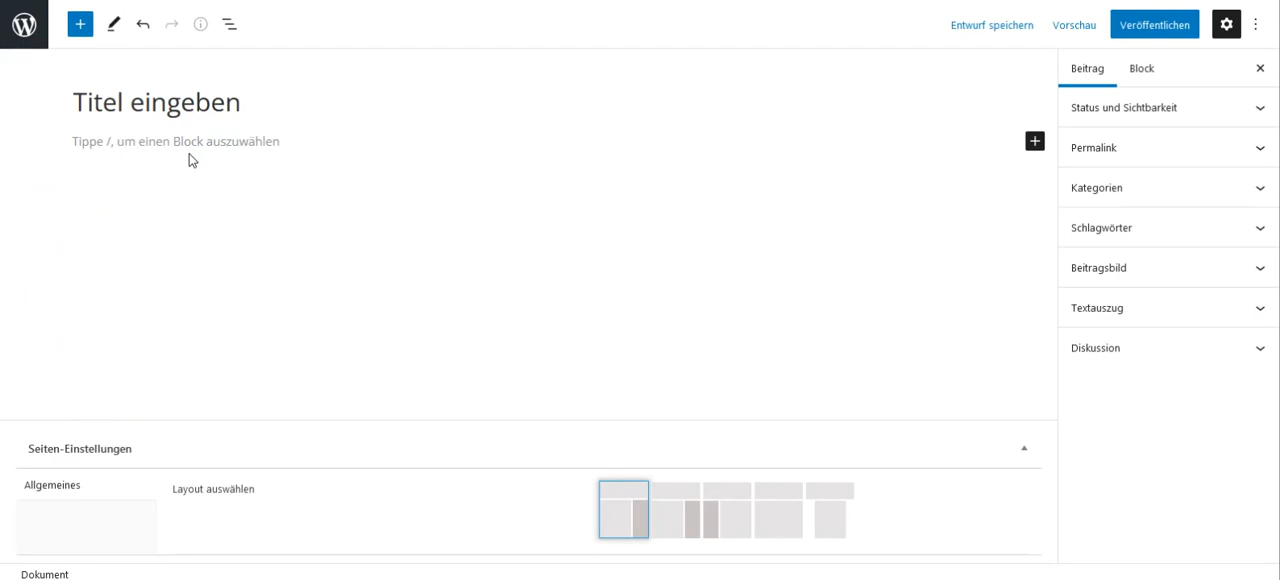 Entwurf speichern Vorschau Veröffentlichen
Beitrag Block
Titel eingeben
Tippe /, um einen Block auszuwählen
Status und Sichtbarkeit
Permalink
Kategorien
Schlagwörter
Beitragsbild
Textauszug
Diskussion
Seiten-Einstellungen
Allgemeines
Layout auswählen
Dokument